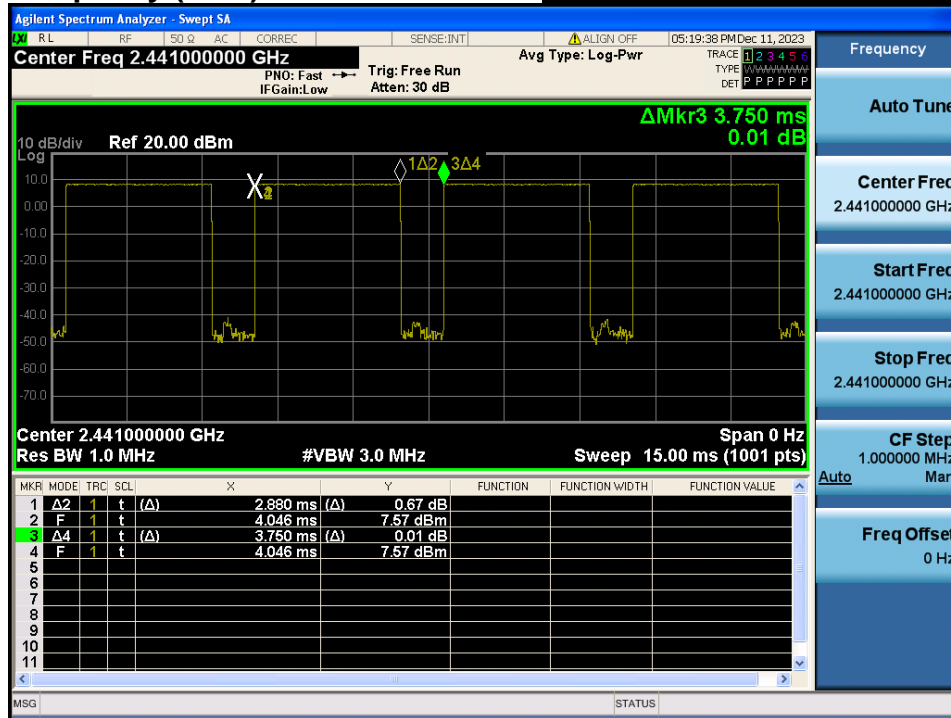 Agilent Spectrum Analyzer - Swept SA
RL RF 50 Ω AC CORREC SENSE:INT ALIGN OFF 05:19:38 PM Dec 11, 2023
Center Freq 2.441000000 GHz
PNO: Fast
IFGain:Low
Trig: Free Run
Atten: 30 dB
Avg Type: Log-Pwr
TRACE 1 2 3 4 5 6
TYPE WWWWWW
DET P P P P P P
ΔMkr3 3.750 ms
0.01 dB
10 dB/div Ref 20.00 dBm
Log
1Δ2 3Δ4
10.0
X 2
0.00
-10.0
-20.0
-30.0
-40.0
-50.0
-60.0
-70.0
Center 2.441000000 GHz Span 0 Hz
Res BW 1.0 MHz #VBW 3.0 MHz Sweep 15.00 ms (1001 pts)
MKR MODE TRC SCL X Y FUNCTION FUNCTION WIDTH FUNCTION VALUE
1 Δ2 1 t (Δ) 2.880 ms (Δ) 0.67 dB
2 F 1 t 4.046 ms 7.57 dBm
3 Δ4 1 t (Δ) 3.750 ms (Δ) 0.01 dB
4 F 1 t 4.046 ms 7.57 dBm
5
6
7
8
9
10
11
MSG STATUS
Frequency
Auto Tune
Center Freq
2.441000000 GHz
Start Freq
2.441000000 GHz
Stop Freq
2.441000000 GHz
CF Step
1.000000 MHz
Auto Man
Freq Offset
0 Hz